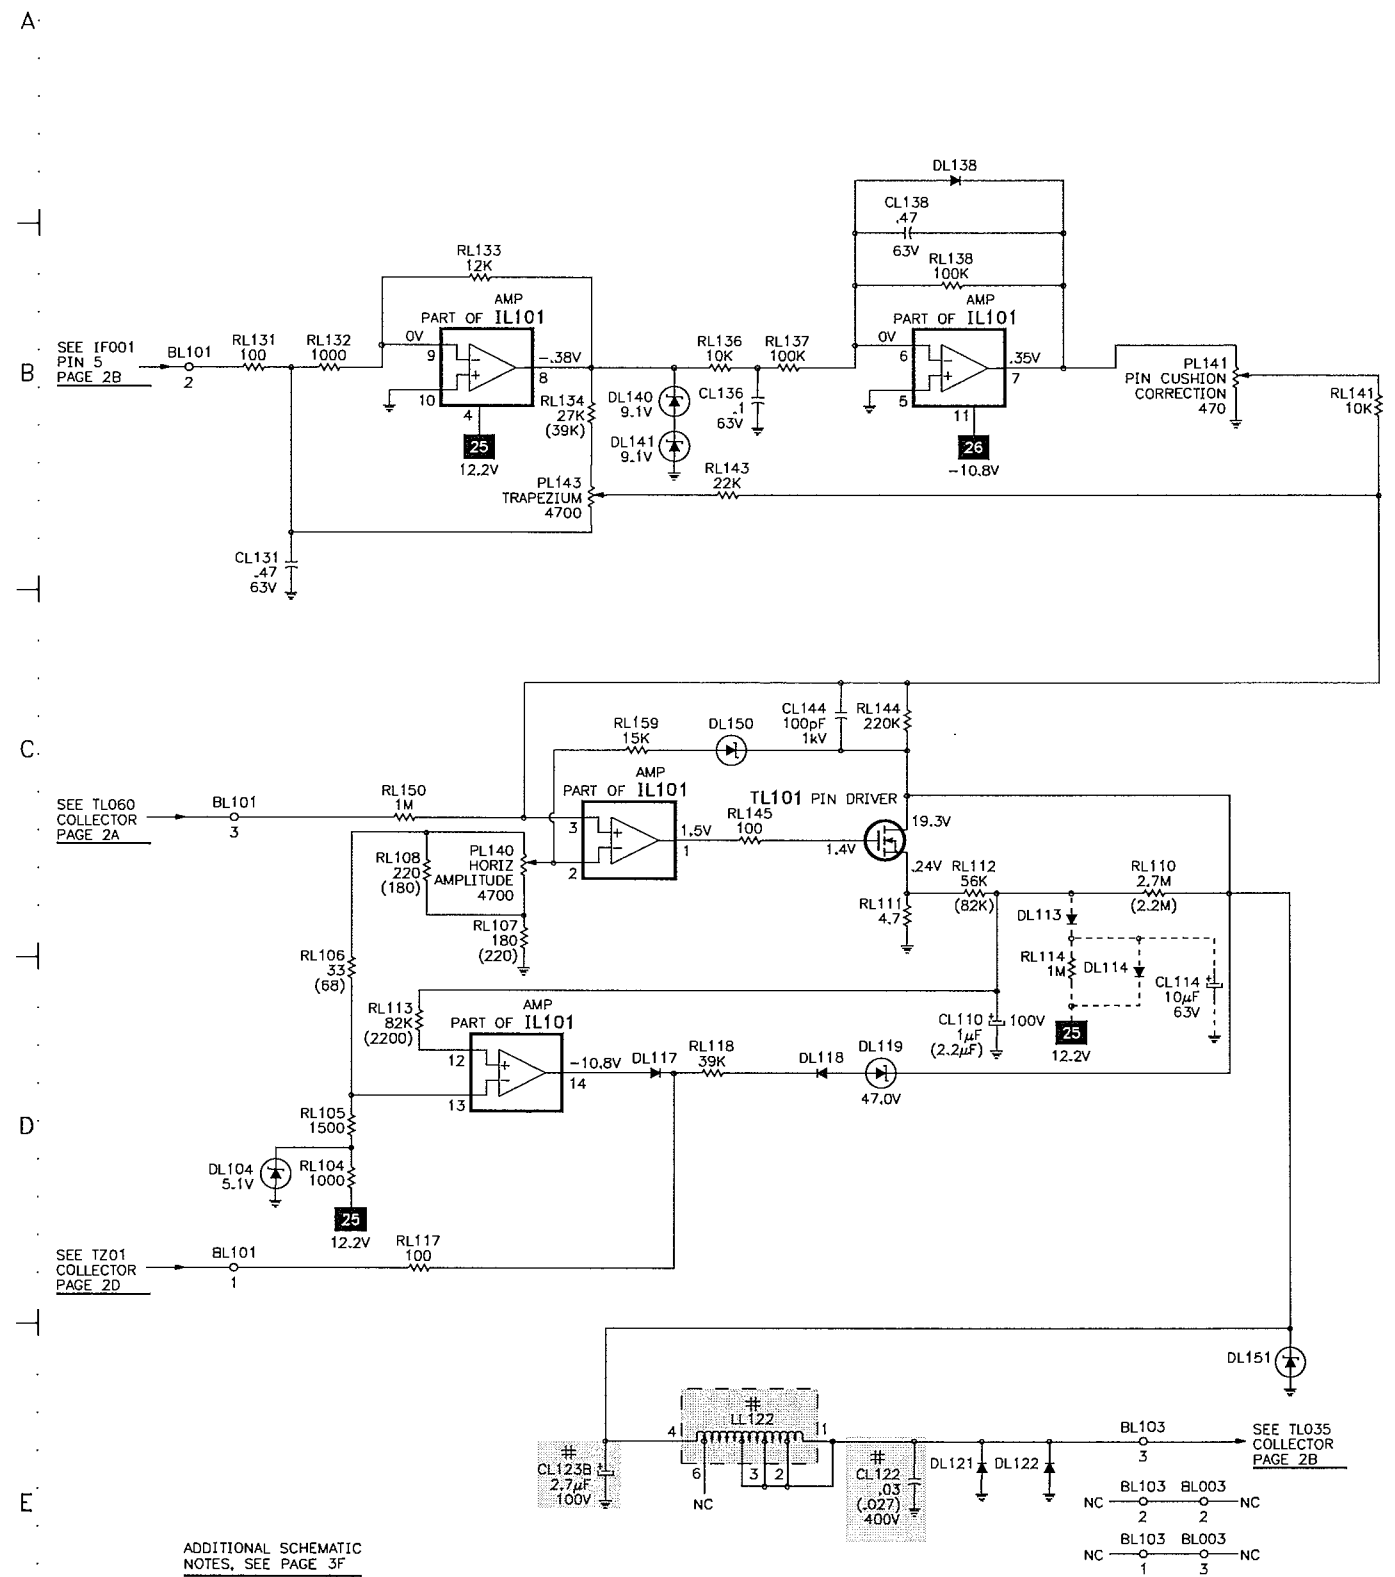 A
DL138
CL138
.47
63V
RL133
12K
RL138
100K
AMP
PART OF IL101
AMP
PART OF IL101
B
SEE IF001
PIN 5
PAGE 2B
BL101
2
RL131
100
RL132
1000
0V
9
10
4
-.38V
8
25
12.2V
RL134
27K
(39K)
DL140
9.1V
DL141
9.1V
RL136
10K
CL136
.1
63V
RL137
100K
0V
6
5
11
.35V
7
26
-10.8V
PL141
PIN CUSHION
CORRECTION
470
RL141
10K
PL143
TRAPEZIUM
4700
RL143
22K
CL131
.47
63V
C
CL144
100pF
1kV
RL144
220K
RL159
15K
DL150
AMP
PART OF IL101
TL101 PIN DRIVER
SEE TL060
COLLECTOR
PAGE 2A
BL101
3
RL150
1M
3
2
1.5V
1
RL145
100
1.4V
19.3V
.24V
RL108
220
(180)
PL140
HORIZ
AMPLITUDE
4700
RL107
180
(220)
RL111
4.7
RL112
56K
(82K)
RL110
2.7M
(2.2M)
DL113
RL114
1M
DL114
CL114
10µF
63V
+
25
12.2V
RL106
33
(68)
RL113
82K
(2200)
AMP
PART OF IL101
12
13
-10.8V
14
DL117
RL118
39K
DL118
DL119
47.0V
CL110
1µF
(2.2µF)
+
100V
D
RL105
1500
DL104
5.1V
RL104
1000
25
12.2V
SEE TZ01
COLLECTOR
PAGE 2D
BL101
1
RL117
100
DL151
#
LL122
4
1
6
3
2
NC
#
CL123B
2.7µF
100V
+
#
CL122
.03
(.027)
400V
DL121
DL122
BL103
3
SEE TL035
COLLECTOR
PAGE 2B
E
NC
BL103
2
BL003
2
NC
NC
BL103
1
BL003
3
NC
ADDITIONAL SCHEMATIC
NOTES, SEE PAGE 3F